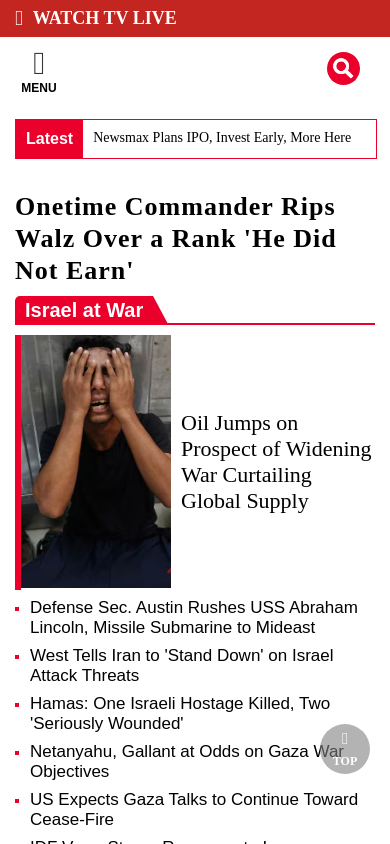 WATCH TV LIVE
MENU
Latest Newsmax Plans IPO, Invest Early, More Here
Onetime Commander Rips
Walz Over a Rank 'He Did
Not Earn'
Israel at War
Oil Jumps on
Prospect of Widening
War Curtailing
Global Supply
Defense Sec. Austin Rushes USS Abraham
Lincoln, Missile Submarine to Mideast
West Tells Iran to 'Stand Down' on Israel
Attack Threats
Hamas: One Israeli Hostage Killed, Two
'Seriously Wounded'
Netanyahu, Gallant at Odds on Gaza War
Objectives
TOP
US Expects Gaza Talks to Continue Toward
Cease-Fire